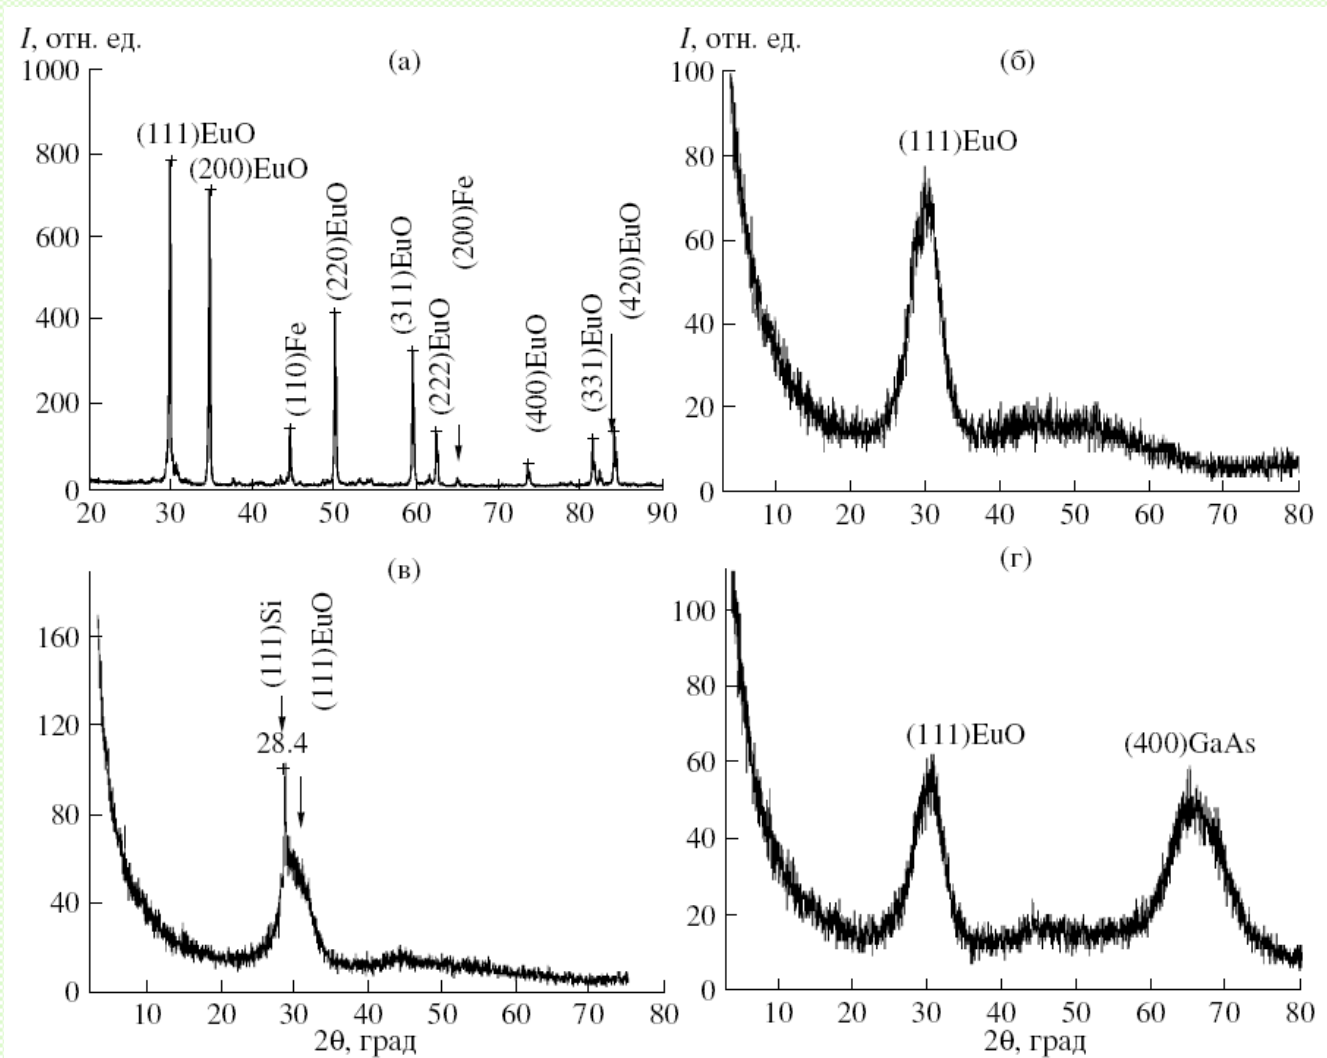 I, отн. ед.
(а)
1000
800
600
400
200
0
(111)EuO
(200)EuO
(110)Fe
(220)EuO
(311)EuO
(222)EuO
(200)Fe
(400)EuO
(331)EuO
(420)EuO
20 30 40 50 60 70 80 90
I, отн. ед.
(б)
100
80
60
40
20
0
(111)EuO
10 20 30 40 50 60 70 80
(в)
160
120
80
40
0
(111)Si
(111)EuO
28.4
10 20 30 40 50 60 70 80
2θ, град
(г)
100
80
60
40
20
0
(111)EuO
(400)GaAs
10 20 30 40 50 60 70 80
2θ, град